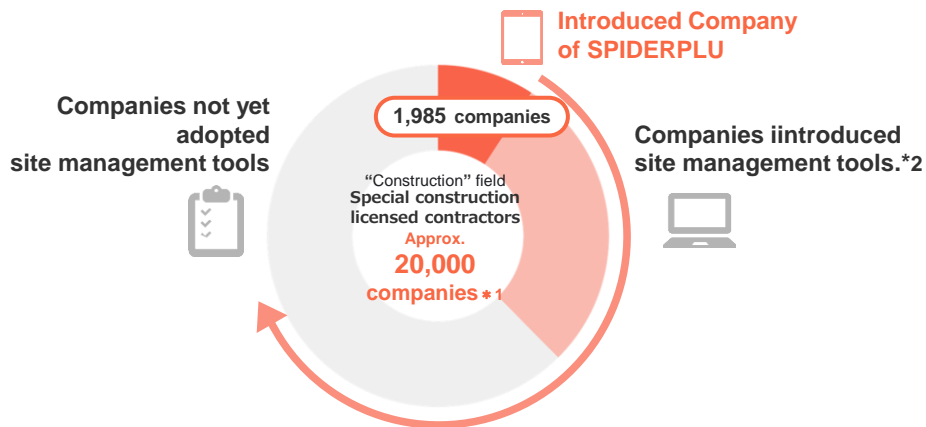 Introduced Company
of SPIDERPLU
Companies not yet
adopted
site management tools
1,985 companies
Companies iintroduced
site management tools.*2
“Construction” field
Special construction
licensed contractors
Approx.
20,000
companies＊1